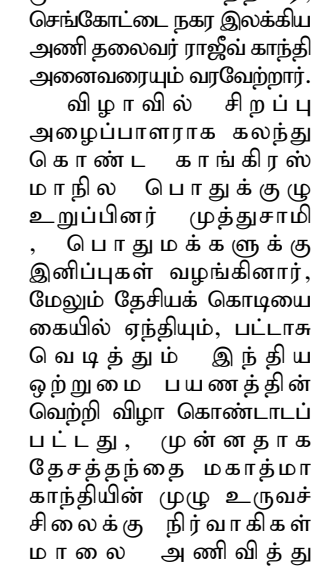 செங்கோட்டை நகர இலக்கிய
அணி தலைவர் ராஜீவ் காந்தி
அனைவரையும் வரவேற்றார்.
விழாவில் சிறப்பு
அழைப்பாளராக கலந்து
கொண்ட காங்கிரஸ்
மாநில பொதுக்குழு
உறுப்பினர் முத்துசாமி
, பொதுமக்களுக்கு
இனிப்புகள் வழங்கினார்,
மேலும் தேசியக் கொடியை
கையில் ஏந்தியும், பட்டாசு
வெடித்தும் இந்திய
ஒற்றுமை பயணத்தின்
வெற்றி விழா கொண்டாடப்
பட்டது, முன்னதாக
தேசத்தந்தை மகாத்மா
காந்தியின் முழு உருவச்
சிலைக்கு நிர்வாகிகள்
மாலை அணிவித்து